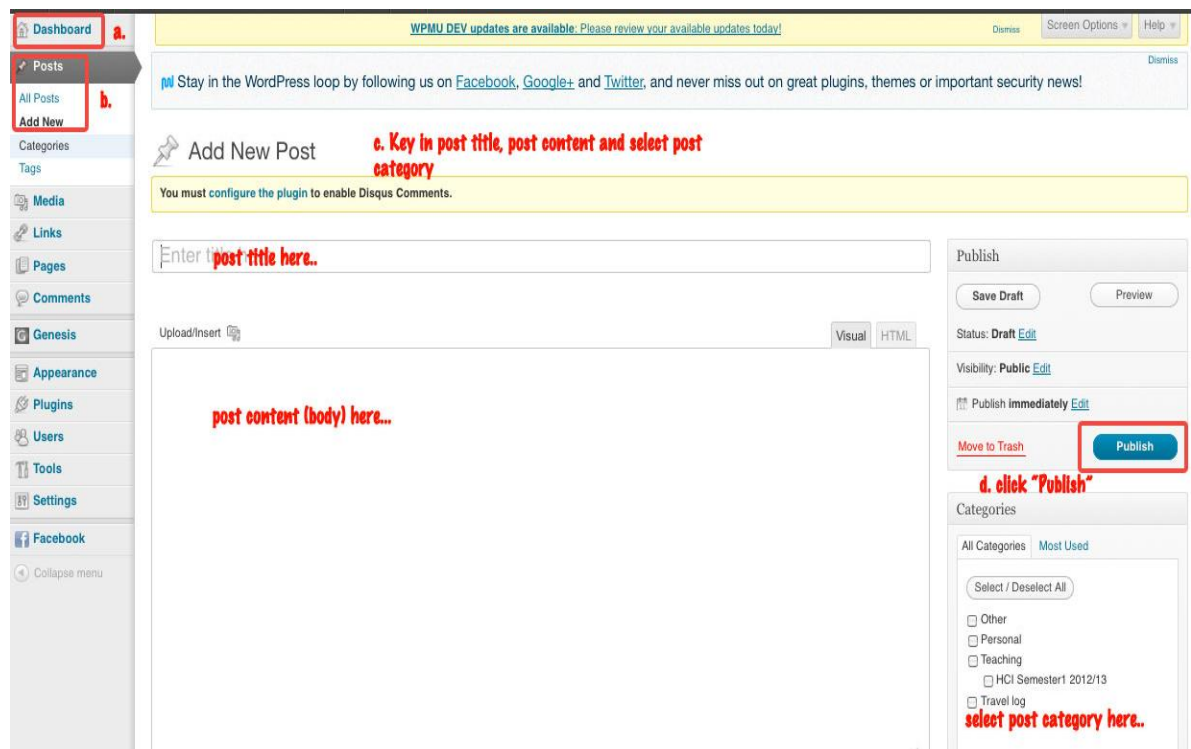 Dashboard
a.
Posts
All Posts
b.
Add New
Categories
Tags
Media
Links
Pages
Comments
Genesis
Appearance
Plugins
Users
Tools
Settings
Facebook
Collapse menu
WPMU DEV updates are available: Please review your available updates today!
Dismiss
Screen Options
Help
Dismiss
Stay in the WordPress loop by following us on Facebook, Google+ and Twitter, and never miss out on great plugins, themes or important security news!
Add New Post
c. Key in post title, post content and select post
category
You must configure the plugin to enable Disqus Comments.
Enter
post title here..
Upload/Insert
Visual
HTML
post content (body) here...
Publish
Save Draft
Preview
Status: Draft Edit
Visibility: Public Edit
Publish immediately Edit
Move to Trash
Publish
d. click "Publish"
Categories
All Categories
Most Used
Select / Deselect All
Other
Personal
Teaching
HCI Semester1 2012/13
Travel log
select post category here..